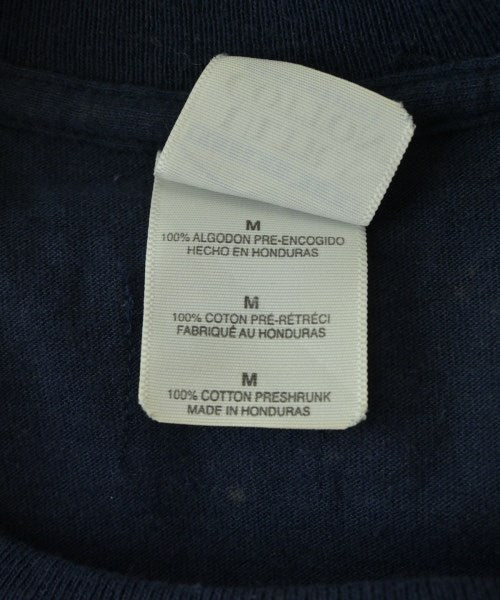 M
100% ALGODON PRE-ENCOGIDO
HECHO EN HONDURAS
M
100% COTON PRÉ-RÉTRÉCI
FABRIQUÉ AU HONDURAS
M
100% COTTON PRESHRUNK
MADE IN HONDURAS